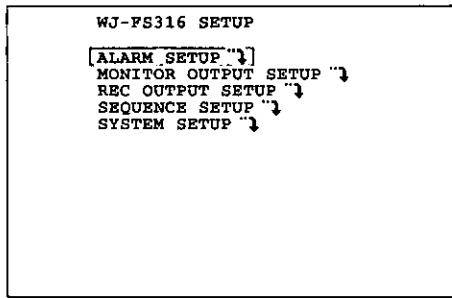 WJ-FS316 SETUP
ALARM SETUP
MONITOR OUTPUT SETUP
REC OUTPUT SETUP
SEQUENCE SETUP
SYSTEM SETUP